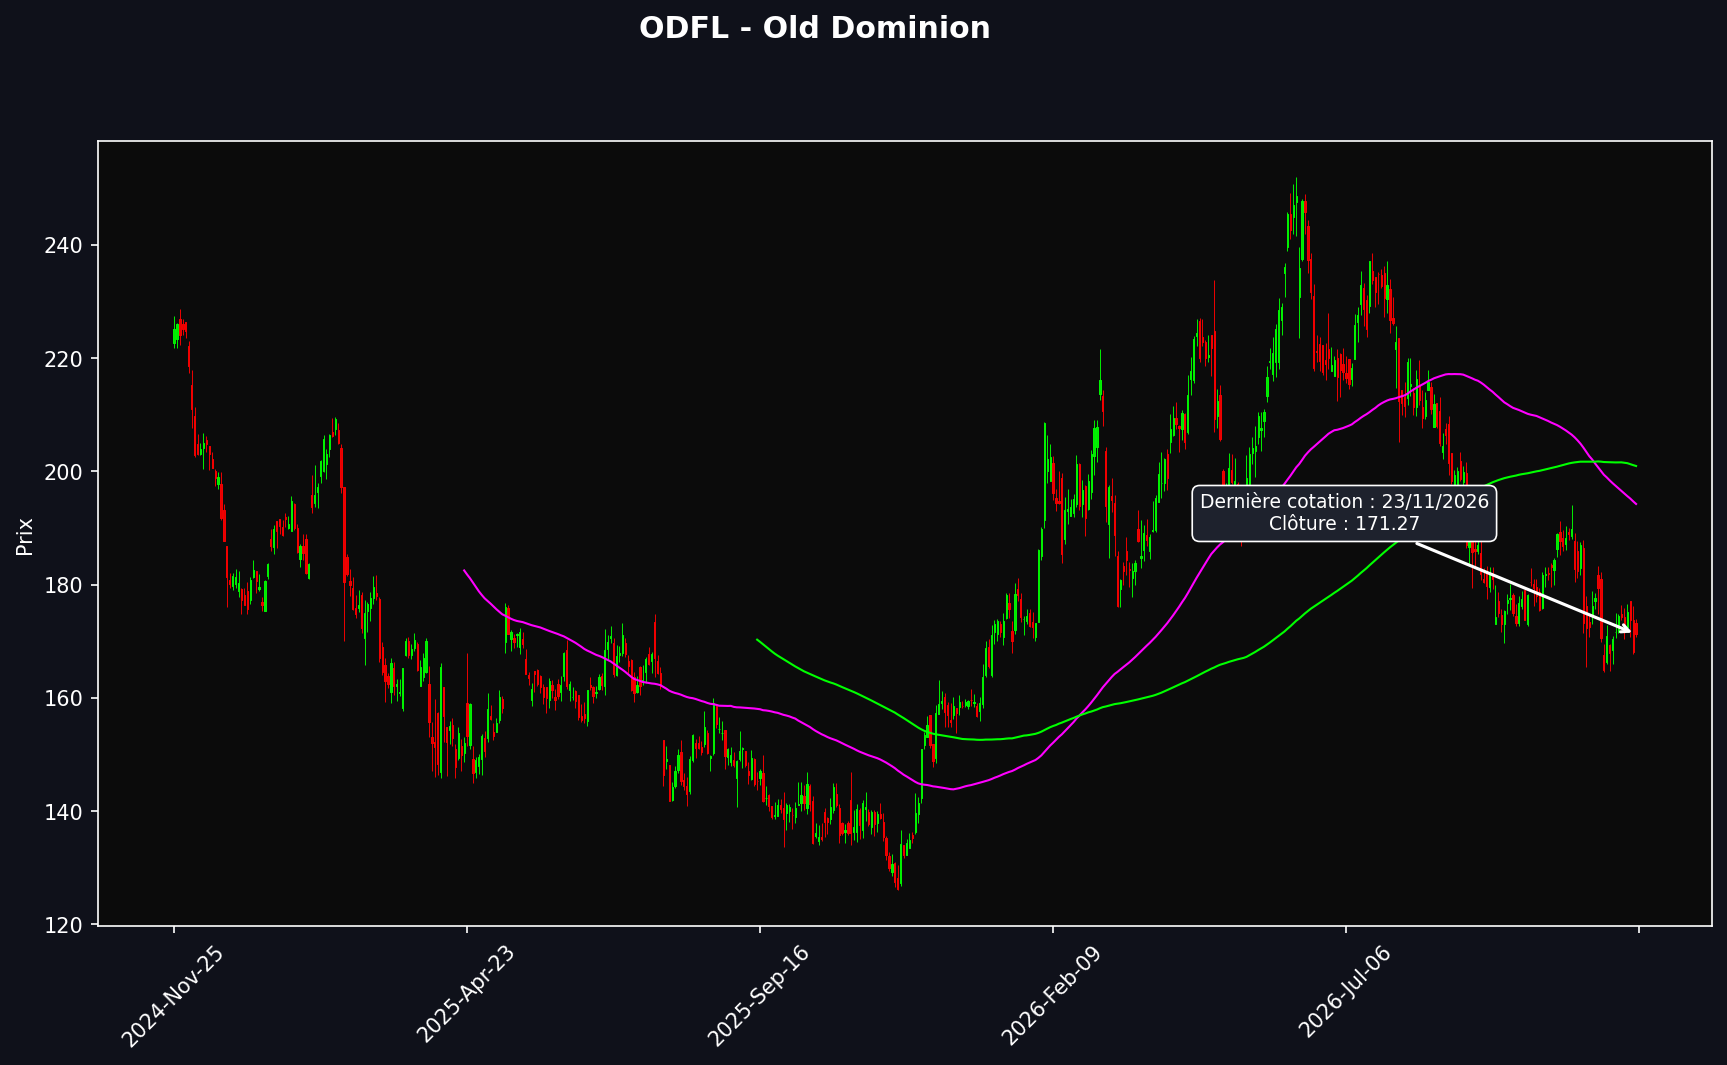 ODFL - Old Dominion
Prix
240
220
200
180
160
140
120
Dernière cotation : 23/11/2026
Clôture : 171.27
2024-Nov-25
2025-Apr-23
2025-Sep-16
2026-Feb-09
2026-Jul-06